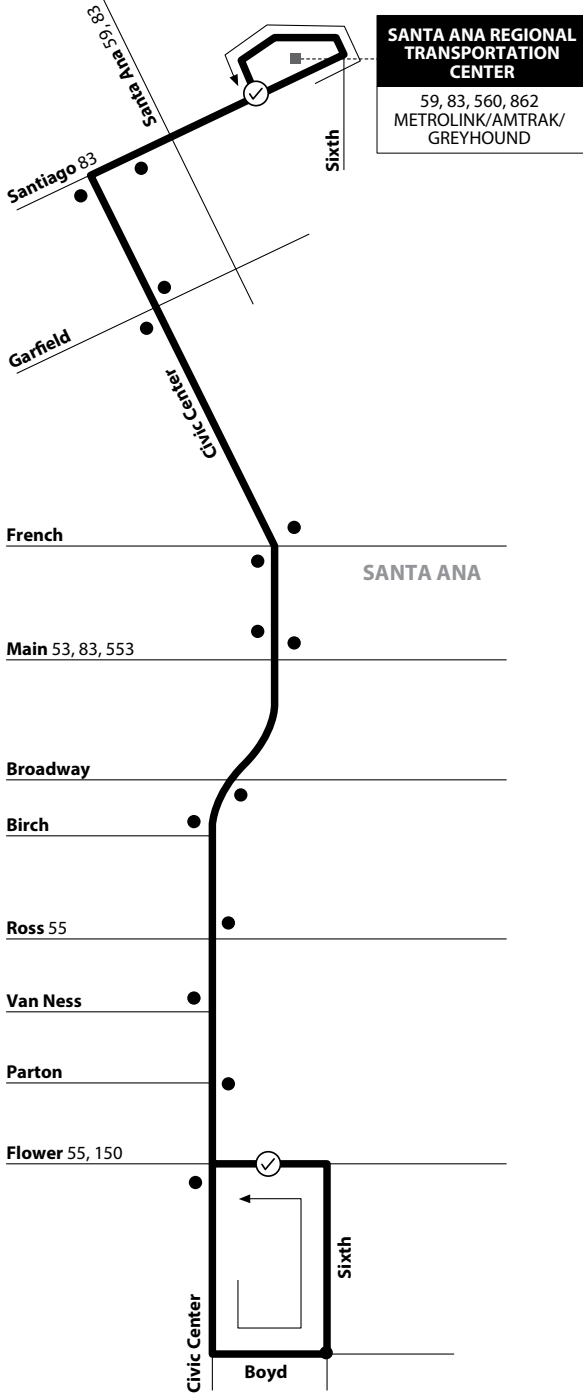 Santa Ana 59, 83
SANTA ANA REGIONAL
TRANSPORTATION
CENTER
59, 83, 560, 862
METROLINK/AMTRAK/
GREYHOUND
Sixth
Santiago 83
Garfield
Civic Center
French
SANTA ANA
Main 53, 83, 553
Broadway
Birch
Ross 55
Van Ness
Parton
Flower 55, 150
Sixth
Civic Center
Boyd